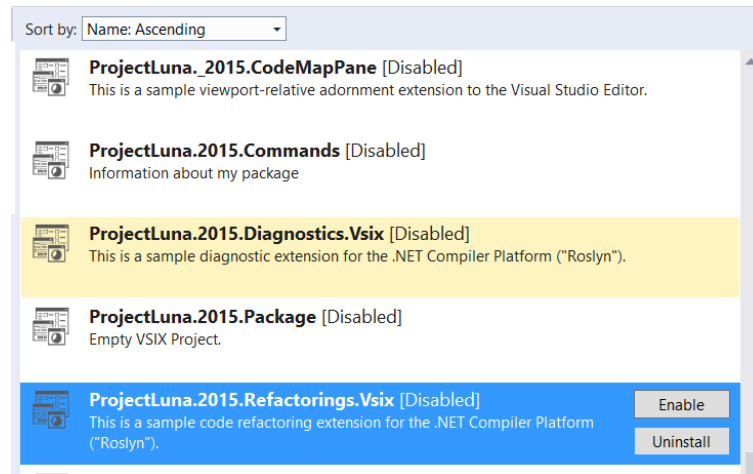 Sort by: Name: Ascending
ProjectLuna._2015.CodeMapPane [Disabled]
This is a sample viewport-relative adornment extension to the Visual Studio Editor.
ProjectLuna.2015.Commands [Disabled]
Information about my package
ProjectLuna.2015.Diagnostics.Vsix [Disabled]
This is a sample diagnostic extension for the .NET Compiler Platform ("Roslyn").
ProjectLuna.2015.Package [Disabled]
Empty VSIX Project.
ProjectLuna.2015.Refactorings.Vsix [Disabled]
Enable
This is a sample code refactoring extension for the .NET Compiler Platform
("Roslyn").
Uninstall